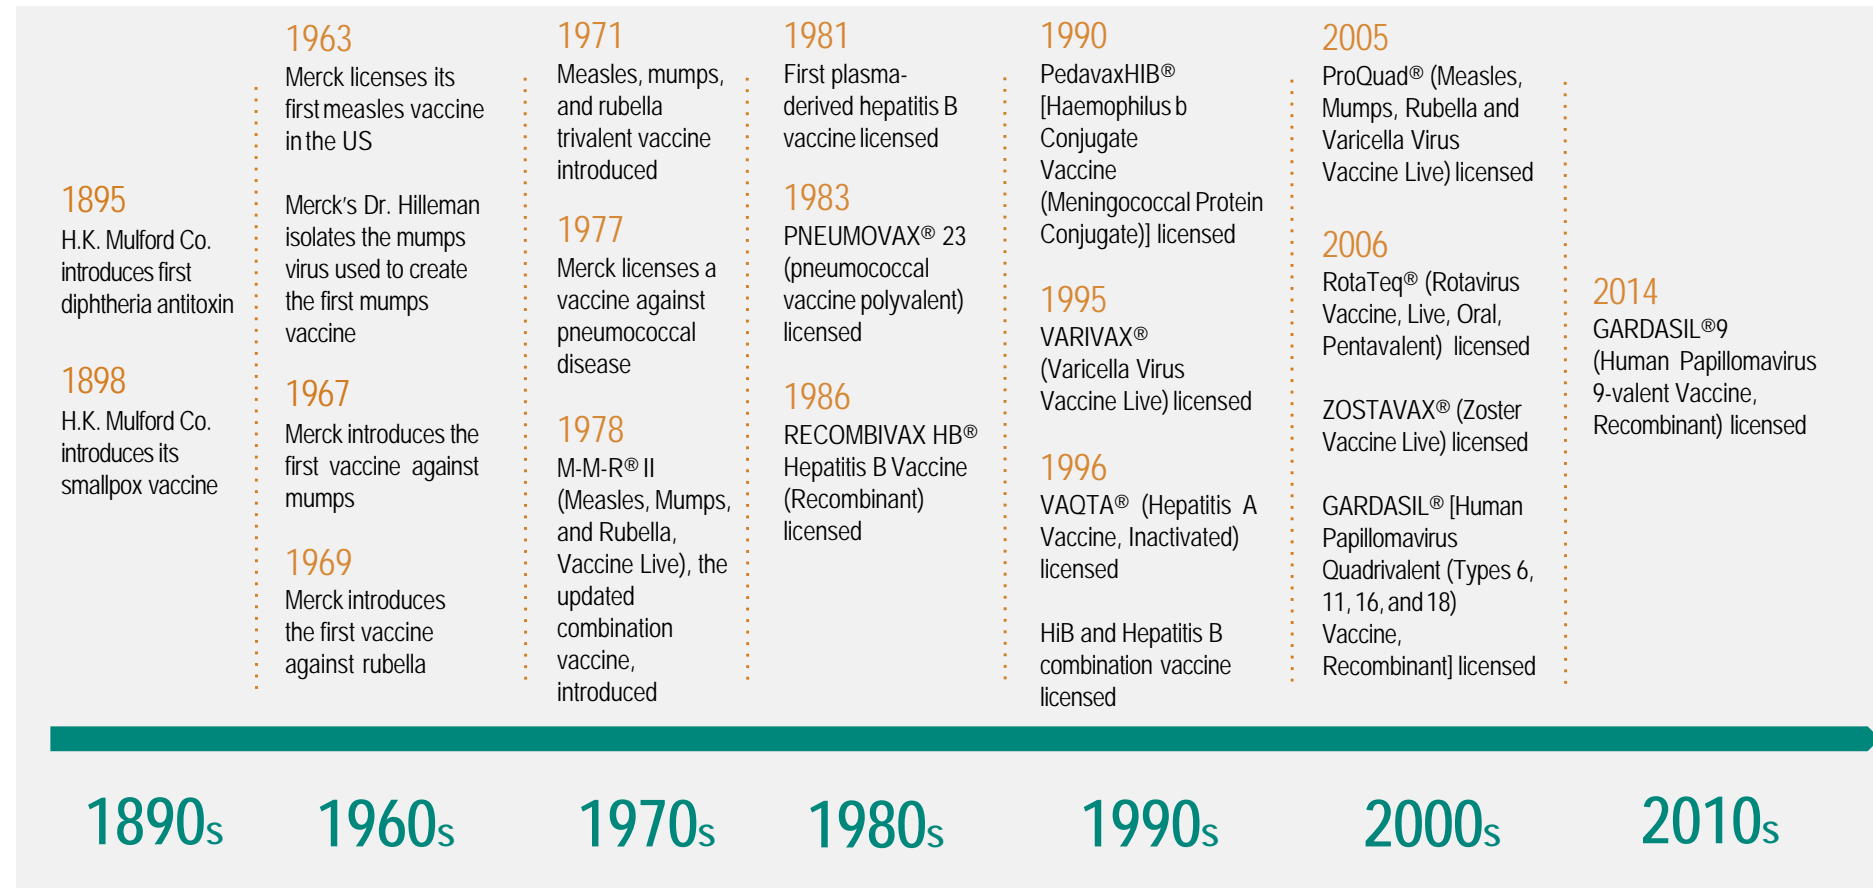 1895
H.K. Mulford Co.
introduces first
diphtheria antitoxin
1898
H.K. Mulford Co.
introduces its
smallpox vaccine
1963
Merck licenses its
first measles vaccine
in the US
Merck's Dr. Hilleman
isolates the mumps
virus used to create
the first mumps
vaccine
1967
Merck introduces the
first vaccine against
mumps
1969
Merck introduces
the first vaccine
against rubella
1971
Measles, mumps,
and rubella
trivalent vaccine
introduced
1977
Merck licenses a
vaccine against
pneumococcal
disease
1978
M-M-R® II
(Measles, Mumps,
and Rubella,
Vaccine Live), the
updated
combination
vaccine,
introduced
1981
First plasma-
derived hepatitis B
vaccine licensed
1983
PNEUMOVAX® 23
(pneumococcal
vaccine polyvalent)
licensed
1986
RECOMBIVAX HB®
Hepatitis B Vaccine
(Recombinant)
licensed
1990
PedavaxHIB®
[Haemophilus b
Conjugate
Vaccine
(Meningococcal Protein
Conjugate)] licensed
1995
VARIVAX®
(Varicella Virus
Vaccine Live) licensed
1996
VAQTA® (Hepatitis A
Vaccine, Inactivated)
licensed
HiB and Hepatitis B
combination vaccine
licensed
2005
ProQuad® (Measles,
Mumps, Rubella and
Varicella Virus
Vaccine Live) licensed
2006
RotaTeq® (Rotavirus
Vaccine, Live, Oral,
Pentavalent) licensed
ZOSTAVAX® (Zoster
Vaccine Live) licensed
GARDASIL® [Human
Papillomavirus
Quadrivalent (Types 6,
11, 16, and 18)
Vaccine,
Recombinant] licensed
2014
GARDASIL®9
(Human Papillomavirus
9-valent Vaccine,
Recombinant) licensed
1890s
1960s
1970s
1980s
1990s
2000s
2010s